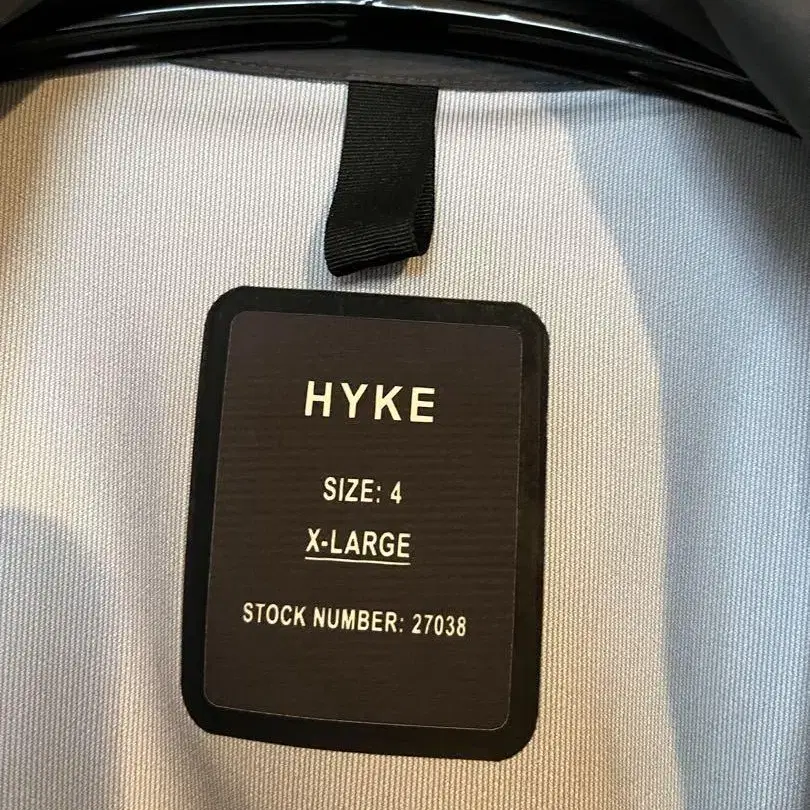 HYKE
SIZE: 4
X-LARGE
STOCK NUMBER: 27038